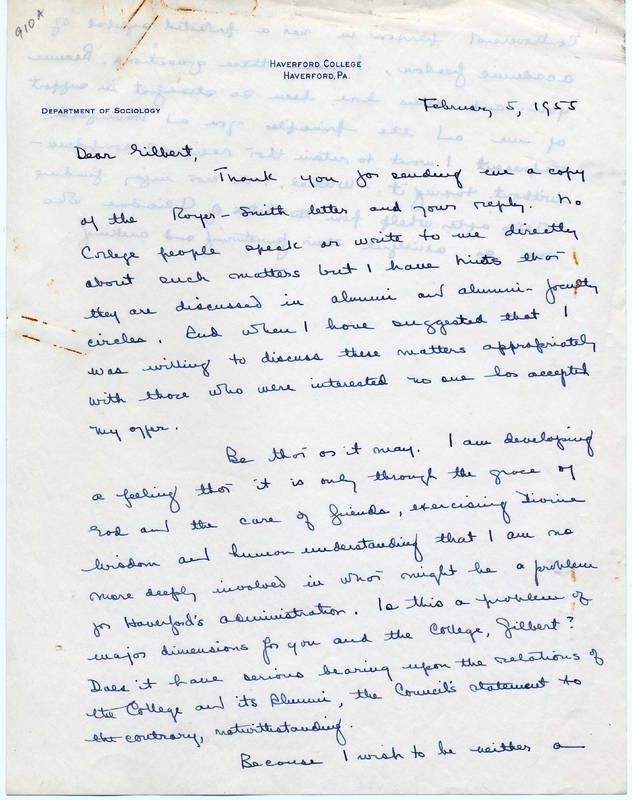 910A
HAVERFORD COLLEGE
HAVERFORD, PA.
DEPARTMENT OF SOCIOLOGY
February 5, 1955
Dear Gilbert,
Thank you for sending me a copy
of the Royer-Smith letter and your reply. No
College people speak or write to me directly
about such matters but I have hints that
they are discussed in alumni and alumni-faculty
circles. And when I have suggested that I
was willing to discuss these matters appropriately
with those who were interested no one has accepted
my offer.
Be that as it may. I am developing
a feeling that it is only through the grace of
God and the care of friends, exercising Divine
Wisdom and human understanding that I am no
more deeply involved in what might be a problem
for Haverford's administration. Is this a problem of
major dimensions for you and the College, Gilbert?
Does it have serious bearing upon the relations of
the College and its Alumni, the Council's statement to
the contrary, notwithstanding.
Because I wish to be neither a